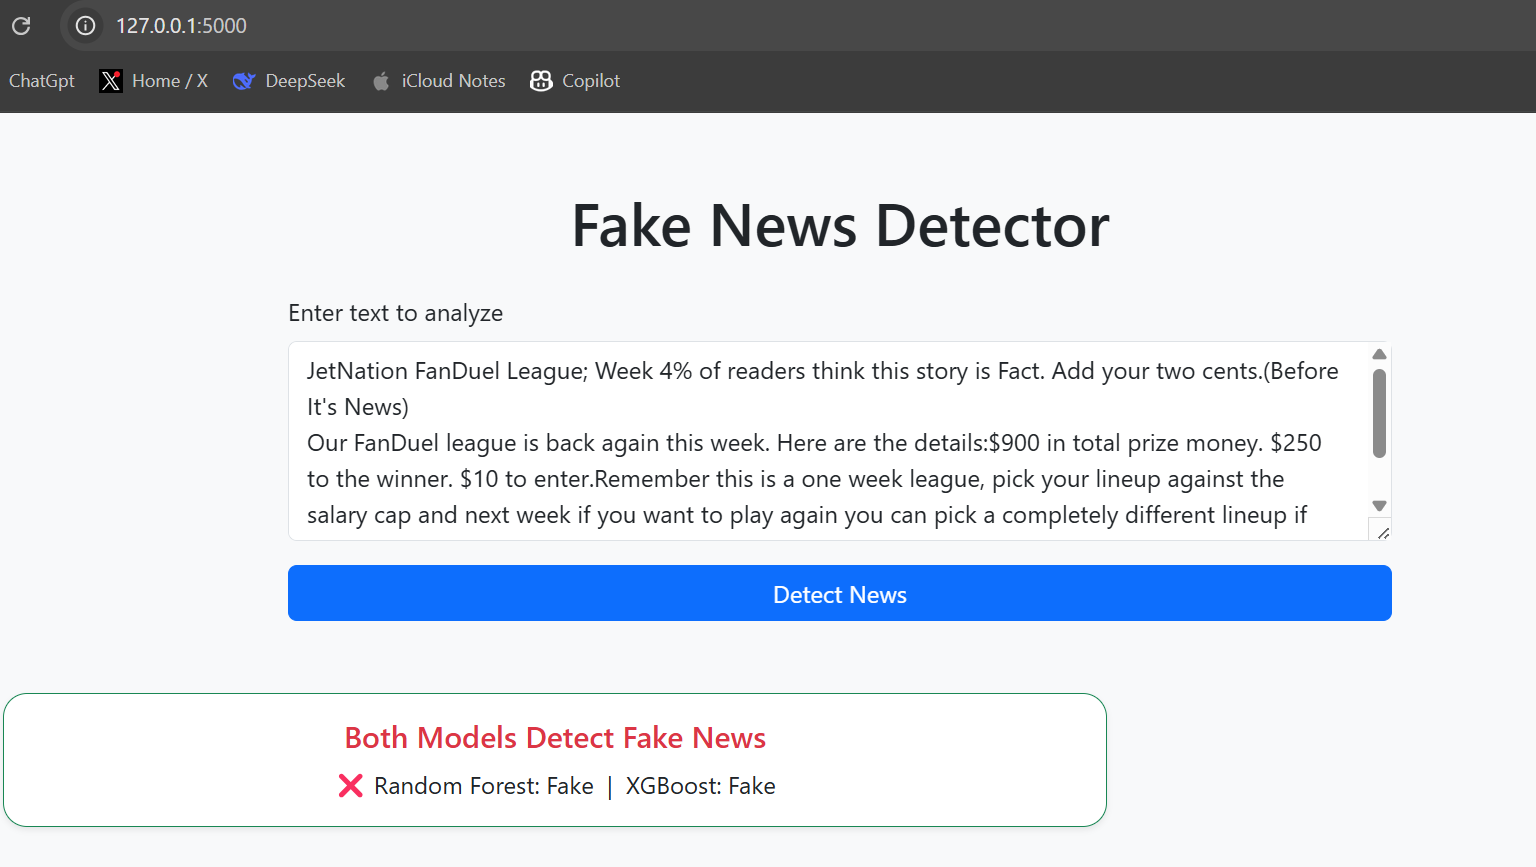 127.0.0.1:5000
ChatGpt Home / X DeepSeek iCloud Notes Copilot
Fake News Detector
Enter text to analyze
JetNation FanDuel League; Week 4% of readers think this story is Fact. Add your two cents.(Before
It's News)
Our FanDuel league is back again this week. Here are the details:$900 in total prize money. $250
to the winner. $10 to enter.Remember this is a one week league, pick your lineup against the
salary cap and next week if you want to play again you can pick a completely different lineup if
Detect News
Both Models Detect Fake News
❌ Random Forest: Fake | XGBoost: Fake